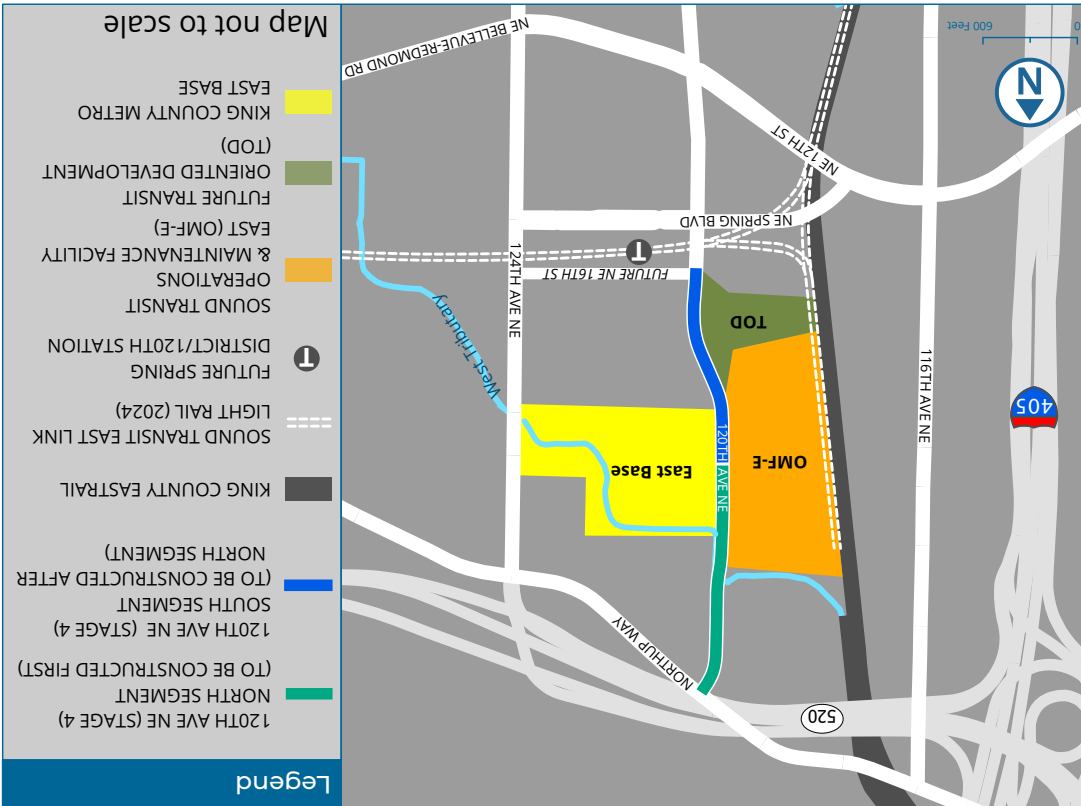 Legend
120TH AVE NE (STAGE 4)
NORTH SEGMENT
(TO BE CONSTRUCTED FIRST)
120TH AVE NE (STAGE 4)
SOUTH SEGMENT
(TO BE CONSTRUCTED AFTER
NORTH SEGMENT)
KING COUNTY EASTRAIL
SOUND TRANSIT EAST LINK
LIGHT RAIL (2024)
T
FUTURE SPRING
DISTRICT/120TH STATION
SOUND TRANSIT
OPERATIONS
& MAINTENANCE FACILITY
EAST (OMF-E)
FUTURE TRANSIT
ORIENTED DEVELOPMENT
(TOD)
KING COUNTY METRO
EAST BASE
Map not to scale
520
NORTHUP WAY
405
116TH AVE NE
OMF-E
120TH AVE NE
East Base
124TH AVE NE
West Tributary
TOD
FUTURE NE 16TH ST
T
NE SPRING BLVD
NE 12TH ST
NE BELLEVUE-REDMOND RD
N
0
600 Feet